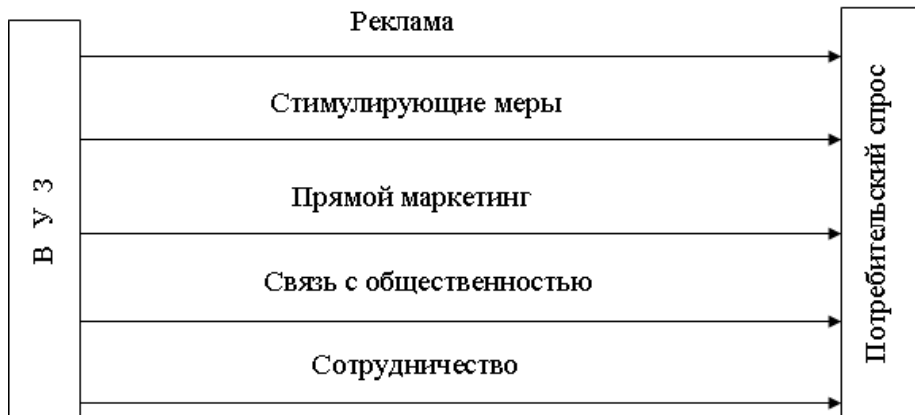 Реклама
Стимулирующие меры
Прямой маркетинг
Связь с общественностью
Сотрудничество
В У З
Потребительский спрос